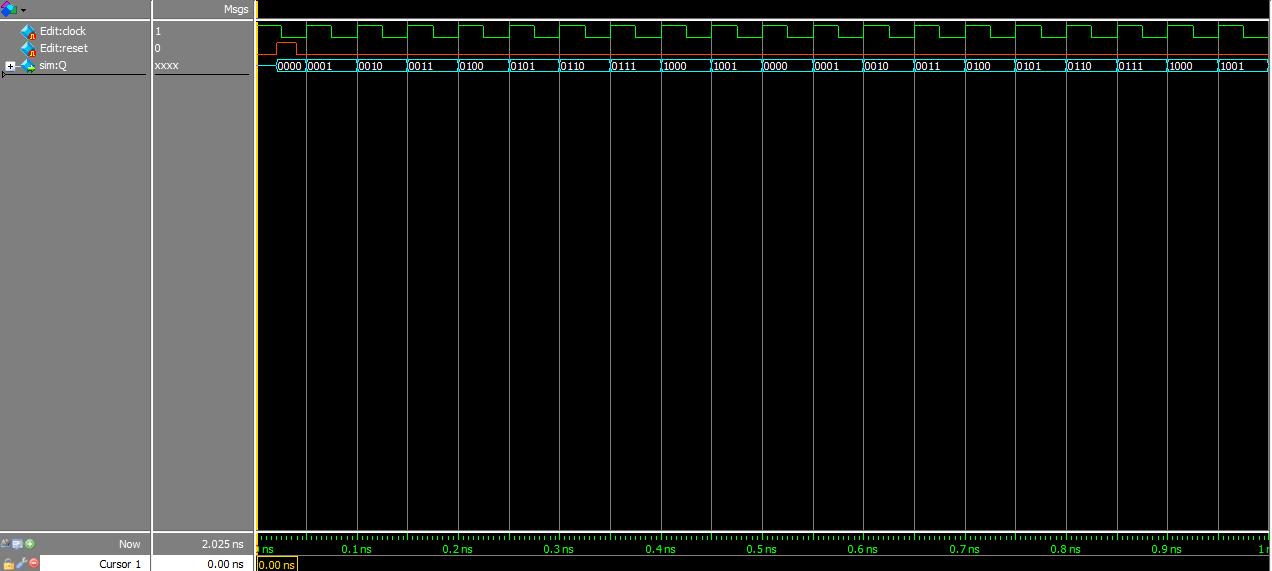 Msgs
Edit:clock 1
Edit:reset 0
sim:Q xxxx 0000 0001 0010 0011 0100 0101 0110 0111 1000 1001 0000 0001 0010 0011 0100 0101 0110 0111 1000 1001
Now 2.025 ns ns 0.1 ns 0.2 ns 0.3 ns 0.4 ns 0.5 ns 0.6 ns 0.7 ns 0.8 ns 0.9 ns 1
Cursor 1 0.00 ns 0.00 ns